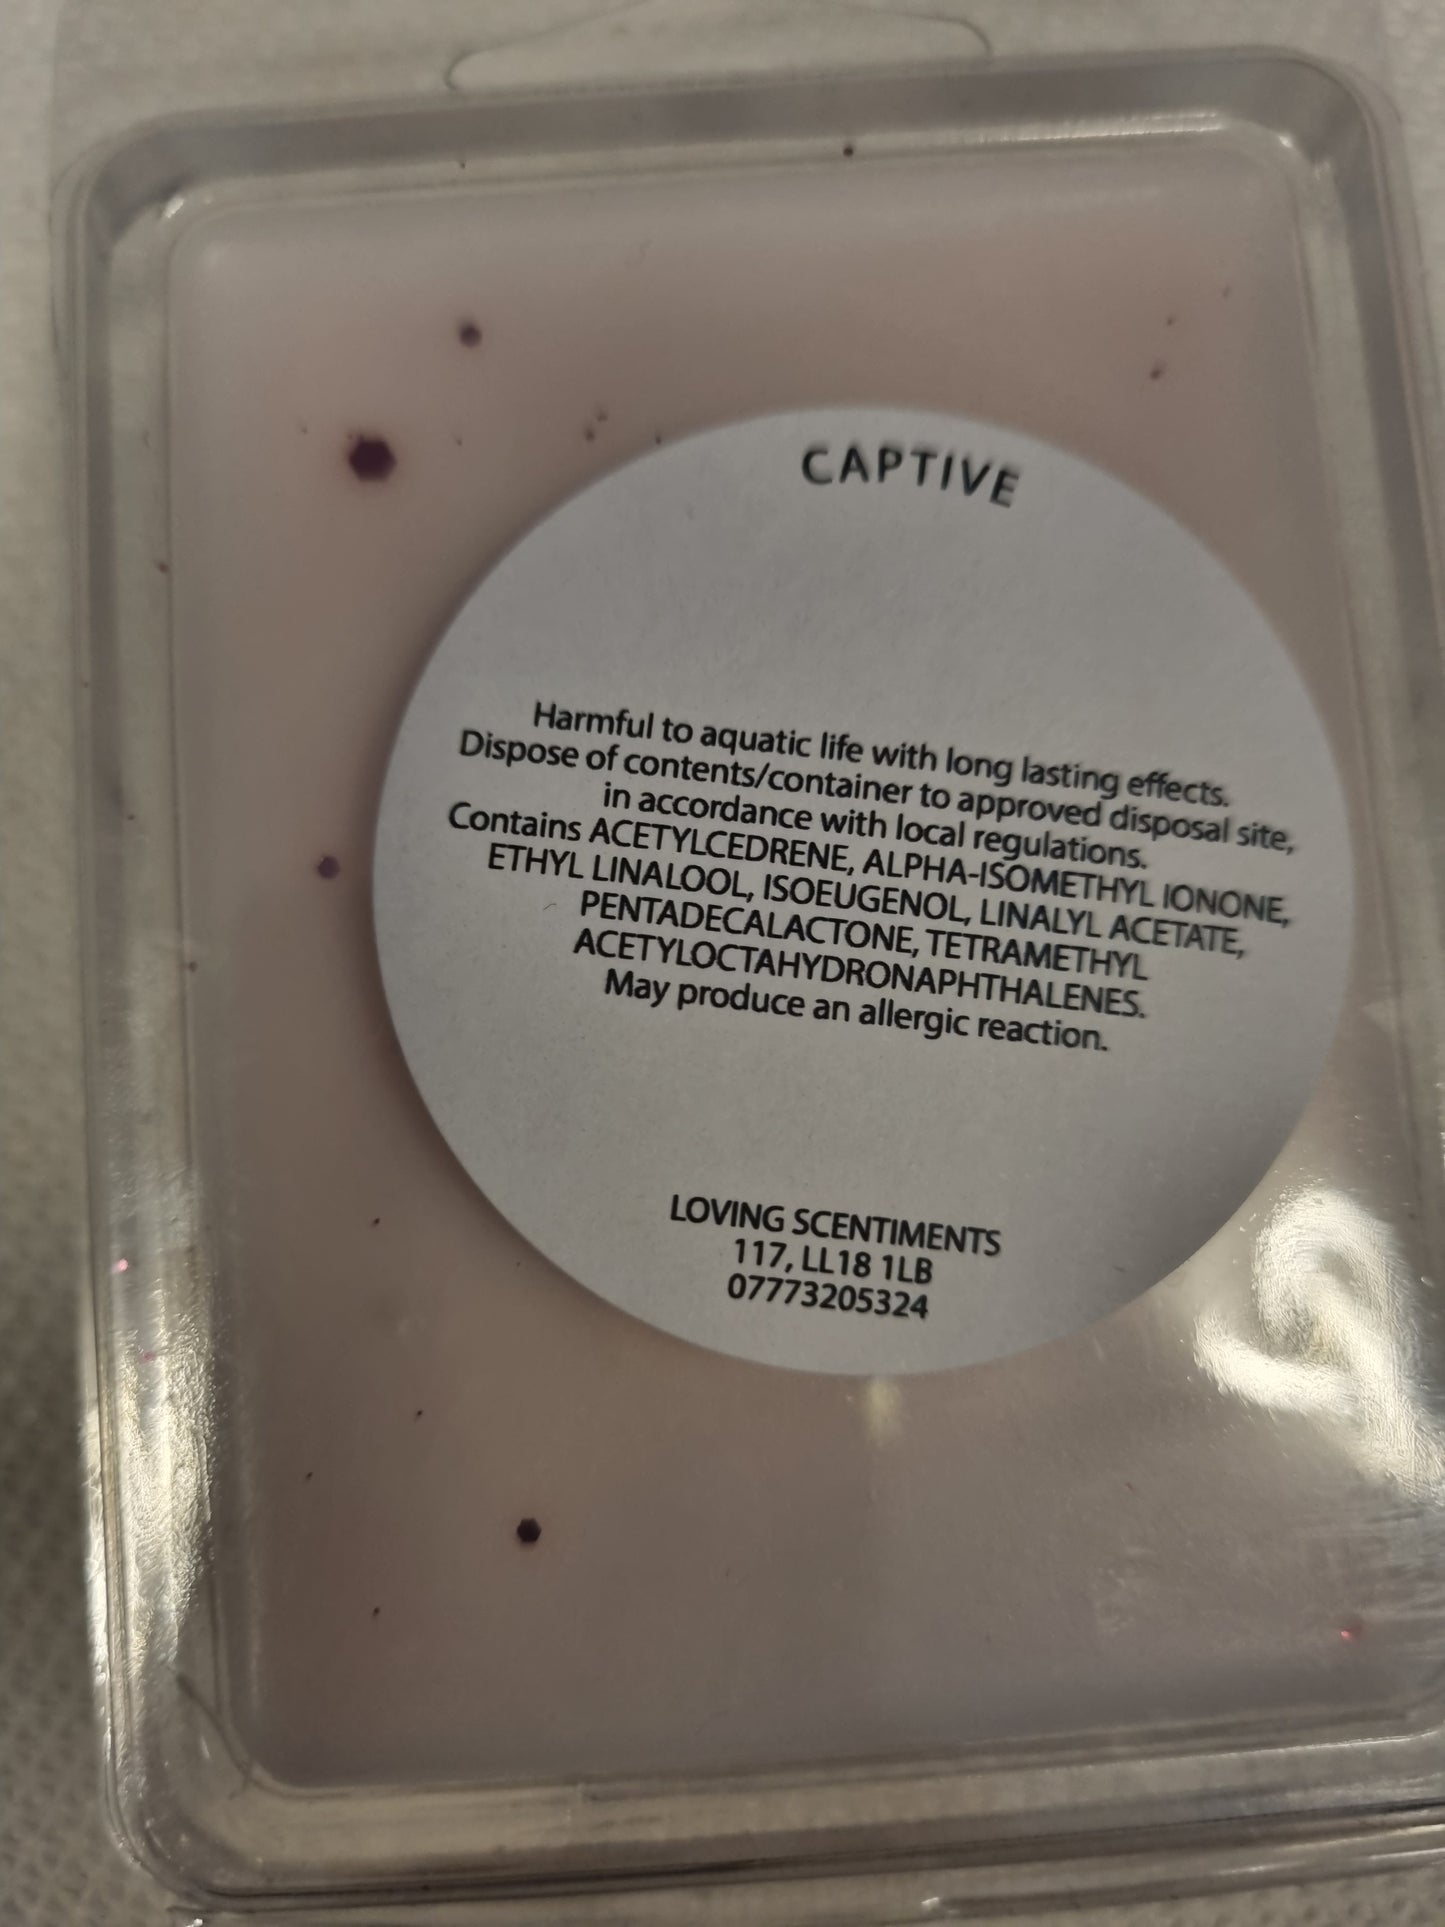 CAPTIVE
Harmful to aquatic life with long lasting effects.
Dispose of contents/container to approved disposal site,
in accordance with local regulations.
Contains ACETYLCEDRENE, ALPHA-ISOMETHYL IONONE,
ETHYL LINALOOL, ISOEUGENOL, LINALYL ACETATE,
PENTADECALACTONE, TETRAMETHYL
ACETYLOCTAHYDRONAPHTHALENES.
May produce an allergic reaction.
LOVING SCENTIMENTS
117, LL18 1LB
07773205324